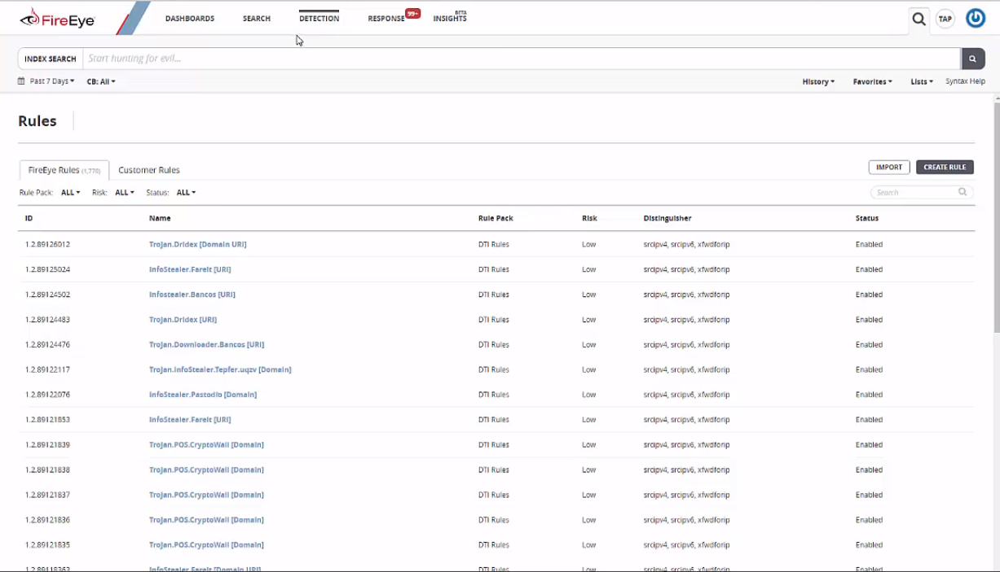 FireEye DASHBOARDS SEARCH DETECTION RESPONSE 99+ INSIGHTS BETA TAP
INDEX SEARCH Start hunting for evil...
Past 7 Days CB: All History Favorites Lists Syntax Help
Rules
FireEye Rules (1,770) Customer Rules IMPORT CREATE RULE
Rule Pack: ALL Risk: ALL Status: ALL Search
ID Name Rule Pack Risk Distinguisher Status
1.2.89126012 Trojan.Dridex [Domain URI] DTI Rules Low srcipv4, srcipv6, xfwdforip Enabled
1.2.89125024 InfoStealer.Fareit [URI] DTI Rules Low srcipv4, srcipv6, xfwdforip Enabled
1.2.89124502 Infostealer.Bancos [URI] DTI Rules Low srcipv4, srcipv6, xfwdforip Enabled
1.2.89124483 Trojan.Dridex [URI] DTI Rules Low srcipv4, srcipv6, xfwdforip Enabled
1.2.89124476 Trojan.Downloader.Bancos [URI] DTI Rules Low srcipv4, srcipv6, xfwdforip Enabled
1.2.89122117 Trojan.InfoStealer.Tepfer.uqzv [Domain] DTI Rules Low srcipv4, srcipv6, xfwdforip Enabled
1.2.89122076 InfoStealer.Pastodib [Domain] DTI Rules Low srcipv4, srcipv6, xfwdforip Enabled
1.2.89121853 InfoStealer.Fareit [URI] DTI Rules Low srcipv4, srcipv6, xfwdforip Enabled
1.2.89121839 Trojan.POS.CryptoWall [Domain] DTI Rules Low srcipv4, srcipv6, xfwdforip Enabled
1.2.89121838 Trojan.POS.CryptoWall [Domain] DTI Rules Low srcipv4, srcipv6, xfwdforip Enabled
1.2.89121837 Trojan.POS.CryptoWall [Domain] DTI Rules Low srcipv4, srcipv6, xfwdforip Enabled
1.2.89121836 Trojan.POS.CryptoWall [Domain] DTI Rules Low srcipv4, srcipv6, xfwdforip Enabled
1.2.89121835 Trojan.POS.CryptoWall [Domain] DTI Rules Low srcipv4, srcipv6, xfwdforip Enabled
1.2.89118363 InfoStealer.Fareit [Domain URI] DTI Rules Low srcipv4, srcipv6, xfwdforip Enabled